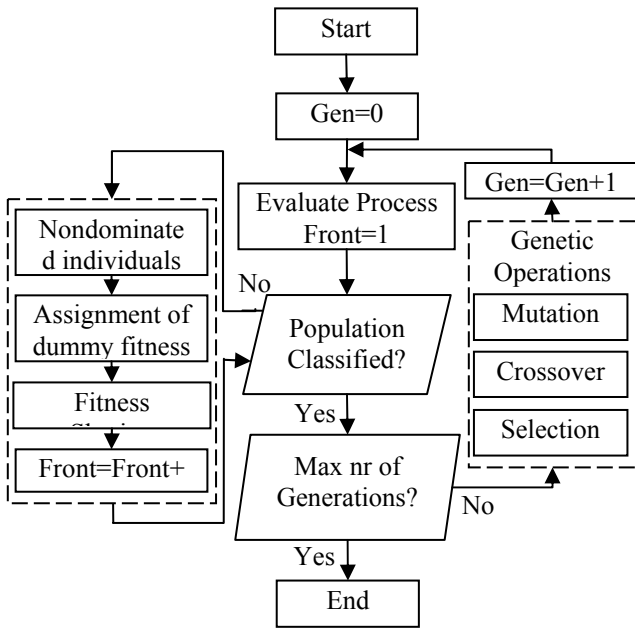 Start
Gen=0
Gen=Gen+1
Evaluate Process
Front=1
Nondominate
d individuals
Assignment of
dummy fitness
Fitness
Front=Front+
No
Population
Classified?
Yes
Max nr of
Generations?
No
Yes
End
Genetic
Operations
Mutation
Crossover
Selection